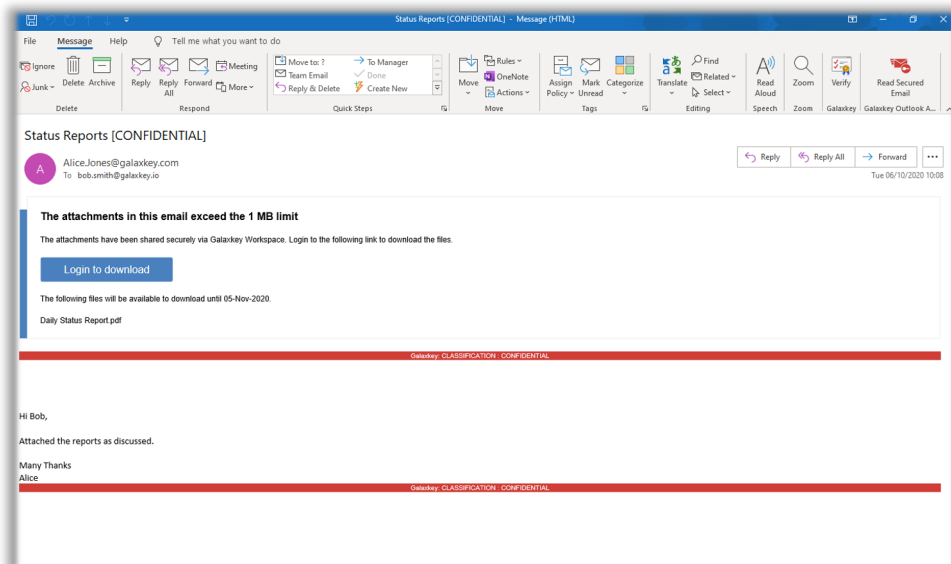 Status Reports [CONFIDENTIAL] - Message (HTML)
File Message Help Tell me what you want to do
Ignore
Junk
Delete
Archive
Delete
Reply
Reply All
Forward
Meeting
More
Respond
Move to: ?
To Manager
Team Email
Done
Reply & Delete
Create New
Quick Steps
Move
Rules
OneNote
Actions
Move
Assign Policy
Mark Unread
Categorize
Tags
Translate
Find
Related
Select
Editing
Read Aloud
Speech
Zoom
Zoom
Verify
Galaxkey
Read Secured Email
Galaxkey Outlook A...
Status Reports [CONFIDENTIAL]
A
AliceJones@galaxkey.com
To bob.smith@galaxkey.io
Reply
Reply All
Forward
Tue 06/10/2020 10:08
The attachments in this email exceed the 1 MB limit
The attachments have been shared securely via Galaxkey Workspace. Login to the following link to download the files.
Login to download
The following files will be available to download until 05-Nov-2020.
Daily Status Report.pdf
Galaxkey: CLASSIFICATION : CONFIDENTIAL
Hi Bob,
Attached the reports as discussed.
Many Thanks
Alice
Galaxkey: CLASSIFICATION : CONFIDENTIAL